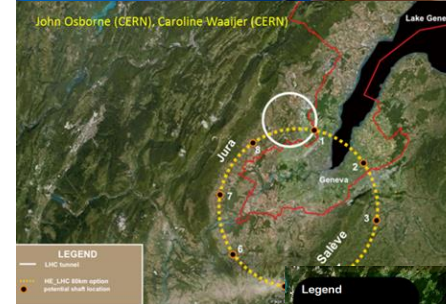 John Osborne (CERN), Caroline Waaijer (CERN)
Lake Gene
Jura
8
1
2
Geneva
7
3
Salève
6
LEGEND
LHC tunnel
HE_LHC 80km option
potential shaft location
Legend